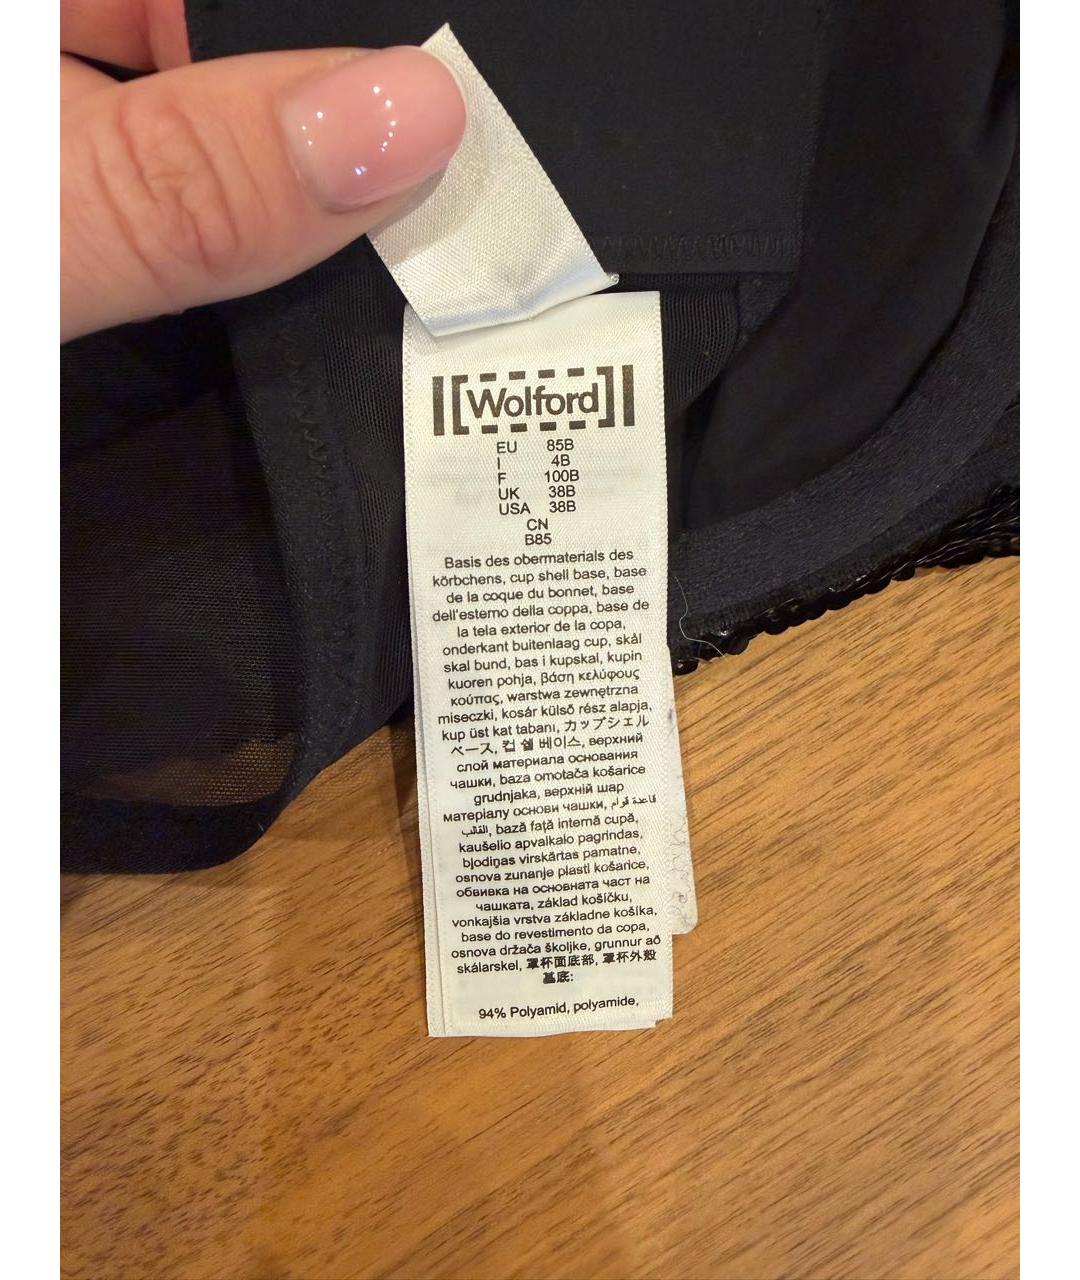 Wolford
EU 85B
I 4B
F 100B
UK 38B
USA 38B
CN
B85
Basis des obermaterials des
körbchens, cup shell base, base
de la coque du bonnet, base
dell'esterno della coppa, base de
la tela exterior de la copa,
onderkant buitenlaag cup, skål
skal bund, bas i kupskal, kupin
kuoren pohja, βάση κελύφους
κούπας, warstwa zewnętrzna
miseczki, kosár külső rész alapja,
kup üst kat tabanı, カップシェル
ベース, 컵 쉘 베이스, верхний
слой материала основания
чашки, baza omotača košarice
grudnjaka, верхній шар
матеріалу основи чашки, قاعدة قوام
القالب, bază față internă cupă,
kaušelio apvalkalo pagrindas,
bļodiņas virskārtas pamatne,
osnova zunanje plasti košarice,
обвивка на основната част на
чашката, základ košíčku,
vonkajšia vrstva základne košíka,
base do revestimento da copa,
osnova držača školjke, grunnur að
skálarskel, 罩杯面底部, 罩杯外殼
基底:
94% Polyamid, polyamide,